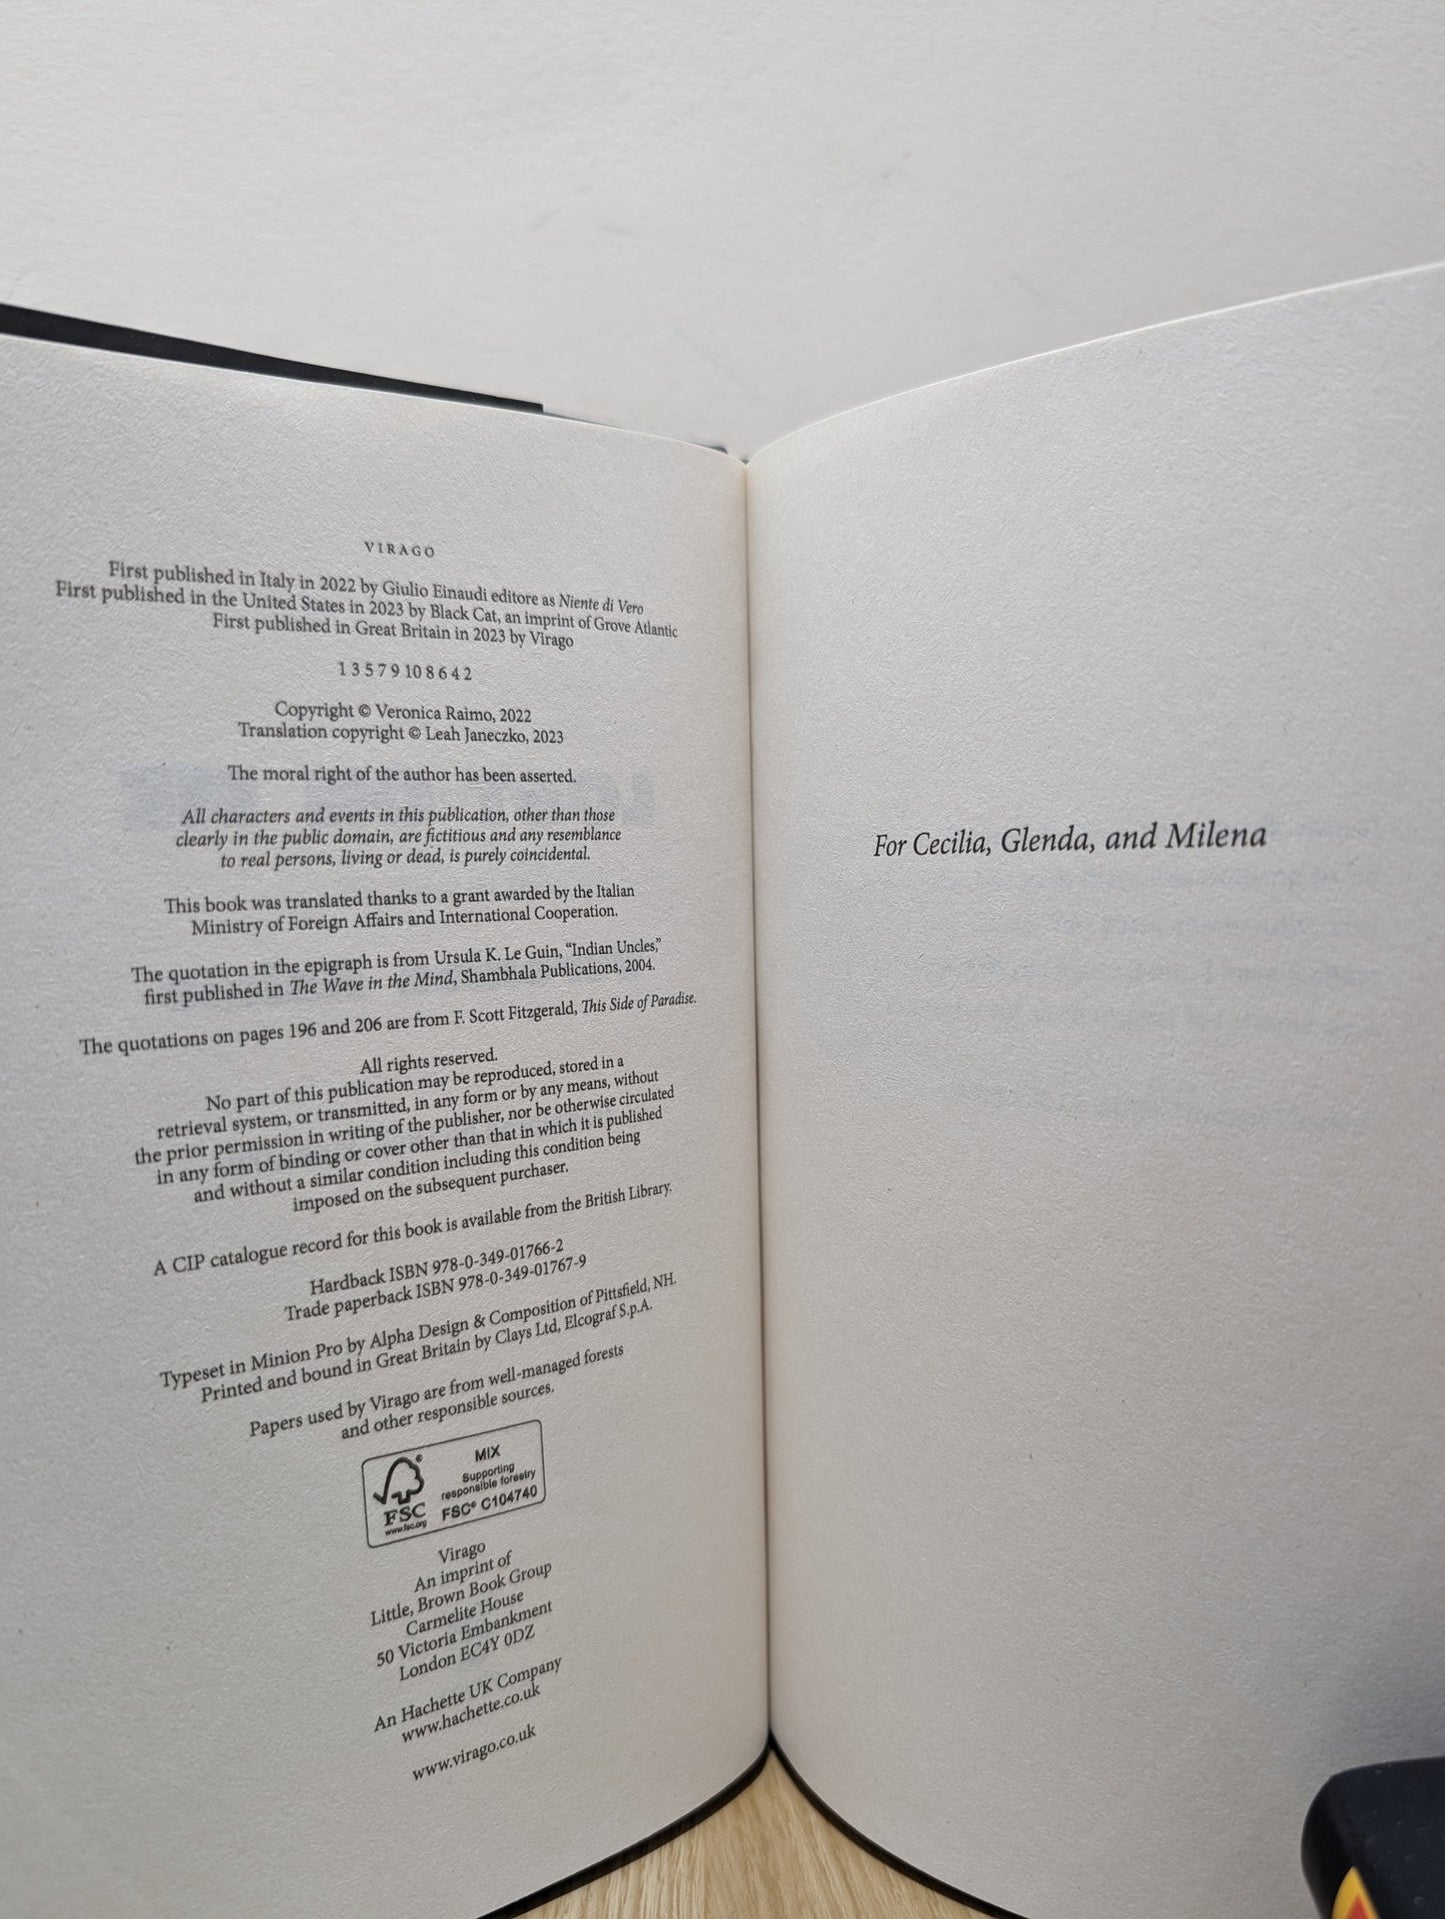 VIRAGO
First published in Italy in 2022 by Giulio Einaudi editore as Niente di Vero
First published in the United States in 2023 by Black Cat, an imprint of Grove Atlantic
First published in Great Britain in 2023 by Virago
1 3 5 7 9 10 8 6 4 2
Copyright © Veronica Raimo, 2022
Translation copyright © Leah Janeczko, 2023
The moral right of the author has been asserted.
All characters and events in this publication, other than those
clearly in the public domain, are fictitious and any resemblance
to real persons, living or dead, is purely coincidental.
This book was translated thanks to a grant awarded by the Italian
Ministry of Foreign Affairs and International Cooperation.
The quotation in the epigraph is from Ursula K. Le Guin, “Indian Uncles,”
first published in The Wave in the Mind, Shambhala Publications, 2004.
The quotations on pages 196 and 206 are from F. Scott Fitzgerald, This Side of Paradise.
All rights reserved.
No part of this publication may be reproduced, stored in a
retrieval system, or transmitted, in any form or by any means, without
the prior permission in writing of the publisher, nor be otherwise circulated
in any form of binding or cover other than that in which it is published
and without a similar condition including this condition being
imposed on the subsequent purchaser.
A CIP catalogue record for this book is available from the British Library.
Hardback ISBN 978-0-349-01766-2
Trade paperback ISBN 978-0-349-01767-9
Typeset in Minion Pro by Alpha Design & Composition of Pittsfield, NH.
Printed and bound in Great Britain by Clays Ltd, Elcograf S.p.A.
Papers used by Virago are from well-managed forests
and other responsible sources.
MIX
Supporting
responsible forestry
FSC® C104740
FSC
www.fsc.org
Virago
An imprint of
Little, Brown Book Group
Carmelite House
50 Victoria Embankment
London EC4Y 0DZ
An Hachette UK Company
www.hachette.co.uk
www.virago.co.uk
For Cecilia, Glenda, and Milena